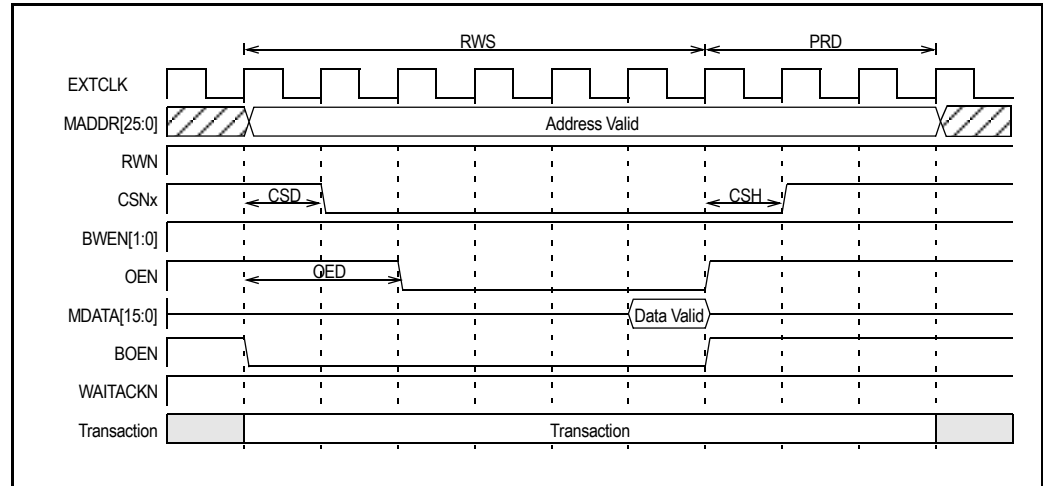 RWS PRD
EXTCLK
MADDR[25:0] Address Valid
RWN
CSNx CSD CSH
BWEN[1:0]
OEN OED
MDATA[15:0] Data Valid
BOEN
WAITACKN
Transaction Transaction